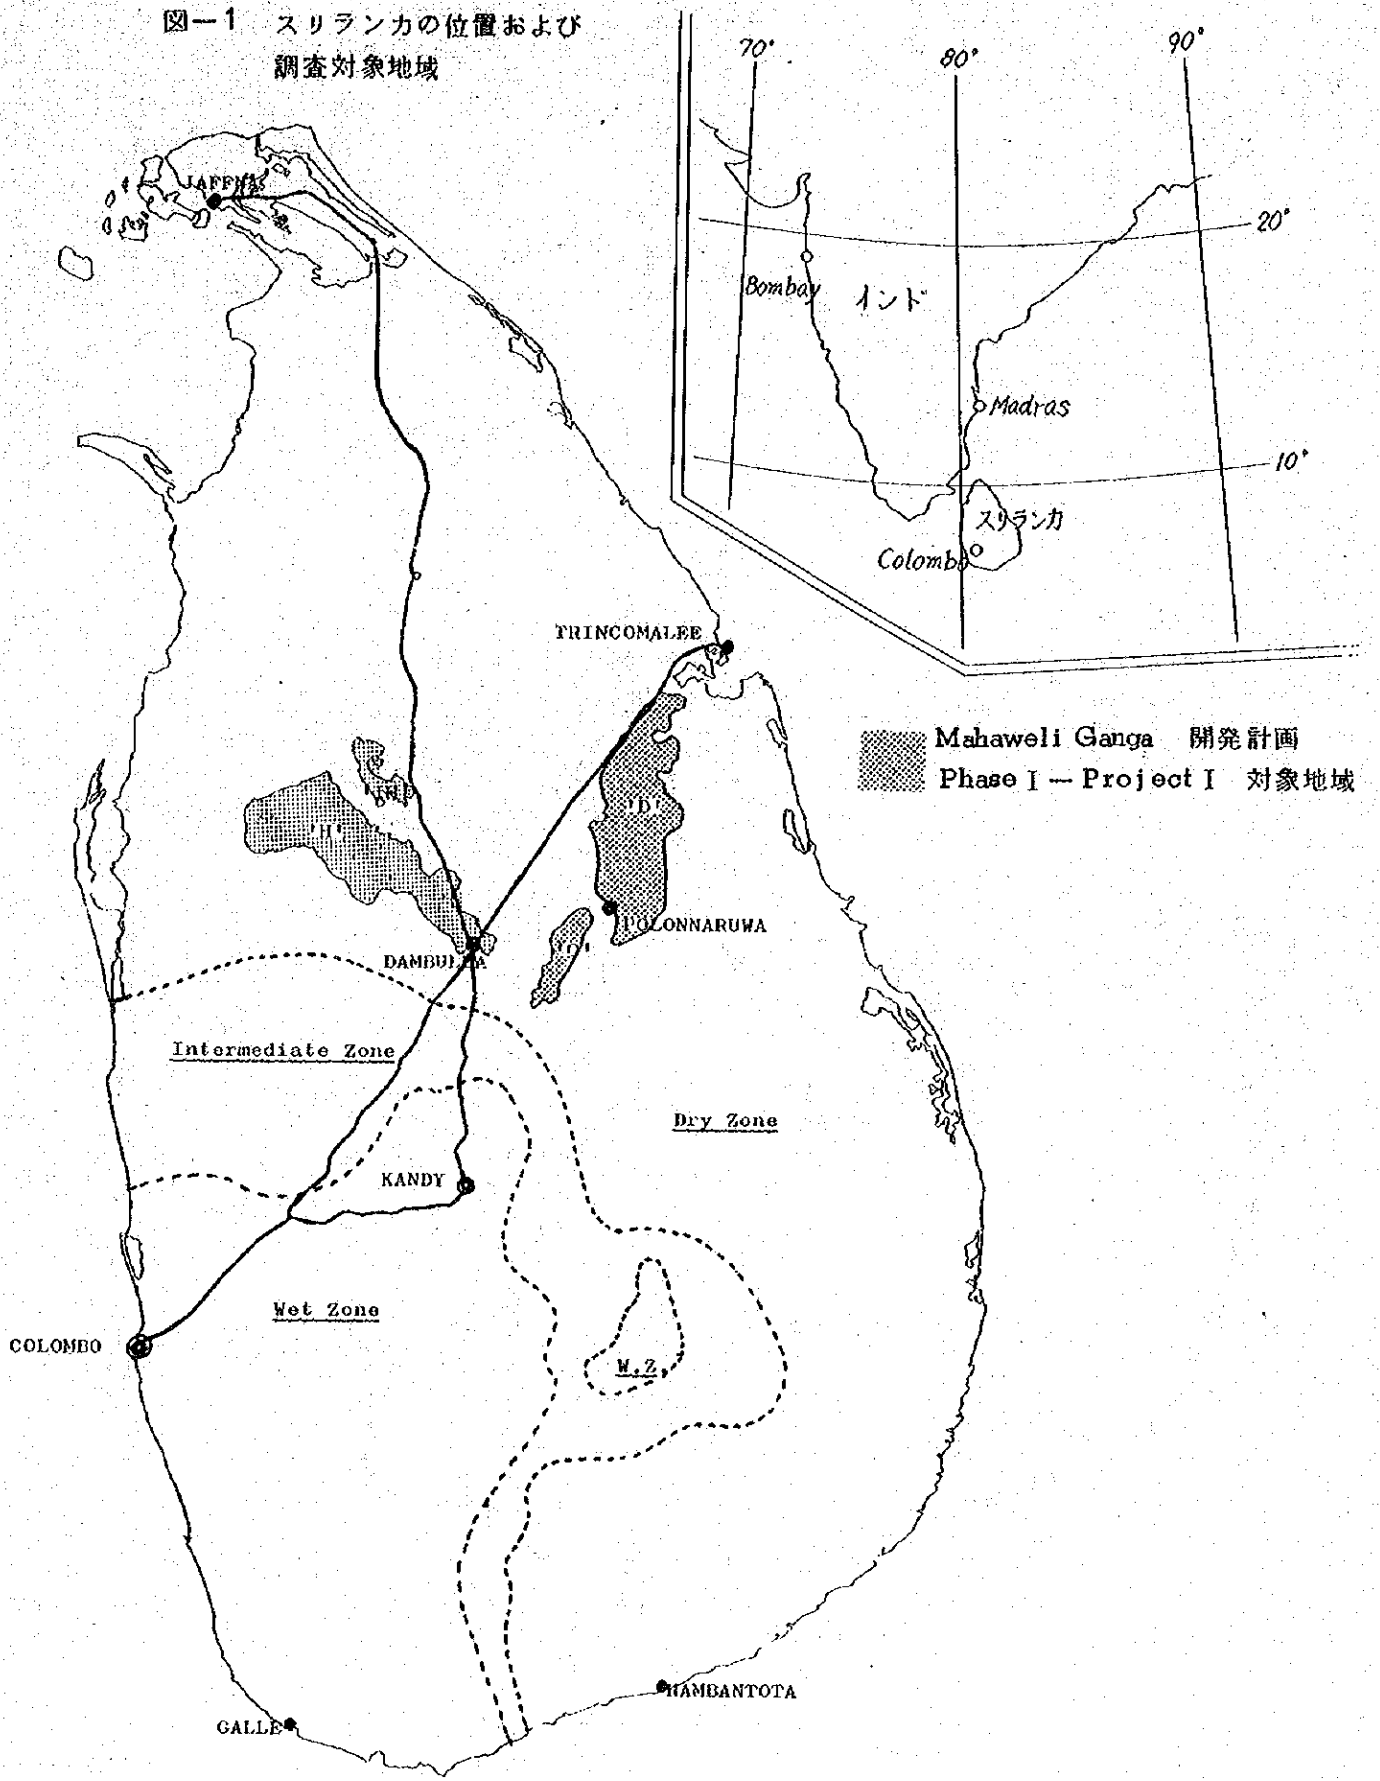 図ー1 スリランカの位置および
調査対象地域
70°
80°
90°
20°
Bombay
インド
Madras
10°
スリランカ
Colombo
JAFFNA
TRINCOMALEE
Mahaweli Ganga 開発計画
Phase I ー Project I 対象地域
'H'
'D'
POLONNARUWA
DAMBULLA
'G'
Intermediate Zone
Dry Zone
KANDY
Wet Zone
COLOMBO
W.Z.
HAMBANTOTA
GALLE